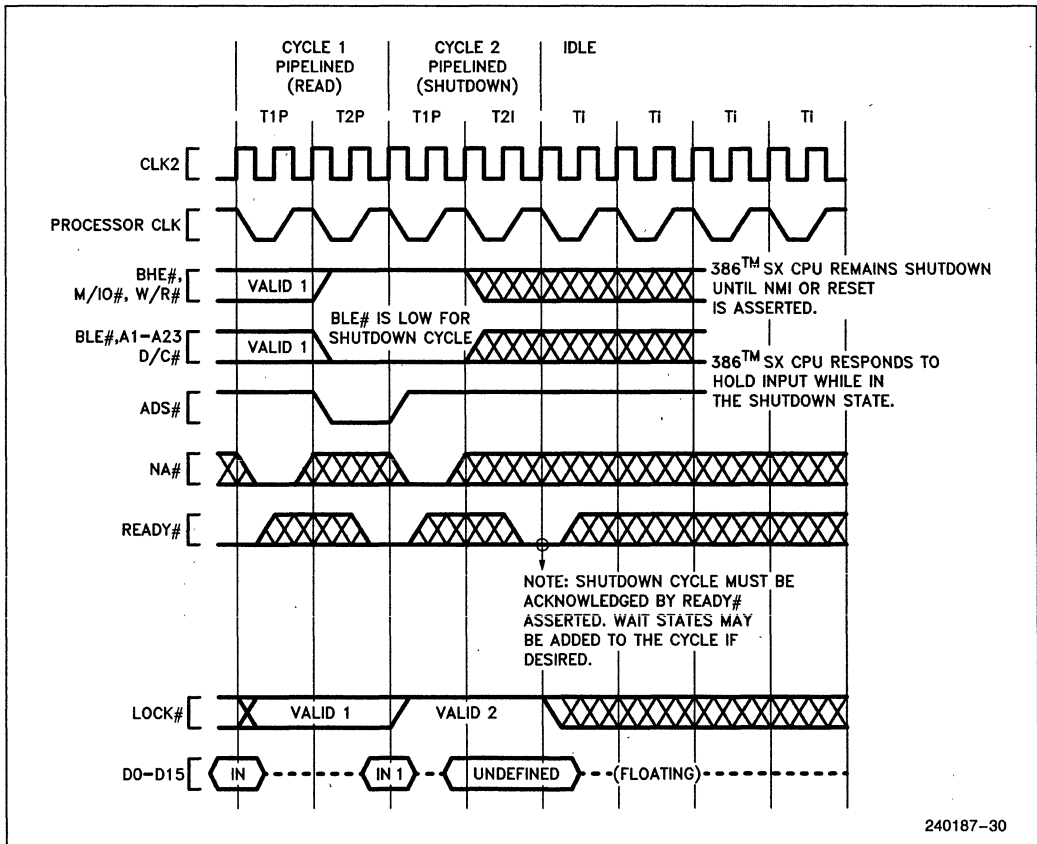 CYCLE 1
PIPELINED
(READ)
CYCLE 2
PIPELINED
(SHUTDOWN)
IDLE
T1P T2P T1P T2I Ti Ti Ti Ti
CLK2
PROCESSOR CLK
BHE#,
M/IO#, W/R#
VALID 1
386™ SX CPU REMAINS SHUTDOWN
UNTIL NMI OR RESET
IS ASSERTED.
BLE# IS LOW FOR
SHUTDOWN CYCLE
BLE#,A1-A23
D/C#
VALID 1
386™ SX CPU RESPONDS TO
HOLD INPUT WHILE IN
THE SHUTDOWN STATE.
ADS#
NA#
READY#
NOTE: SHUTDOWN CYCLE MUST BE
ACKNOWLEDGED BY READY#
ASSERTED. WAIT STATES MAY
BE ADDED TO THE CYCLE IF
DESIRED.
LOCK#
VALID 1
VALID 2
D0-D15
IN
IN 1
UNDEFINED
(FLOATING)
240187-30